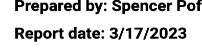 Prepared by: Spencer Pof
Report date: 3/17/2023